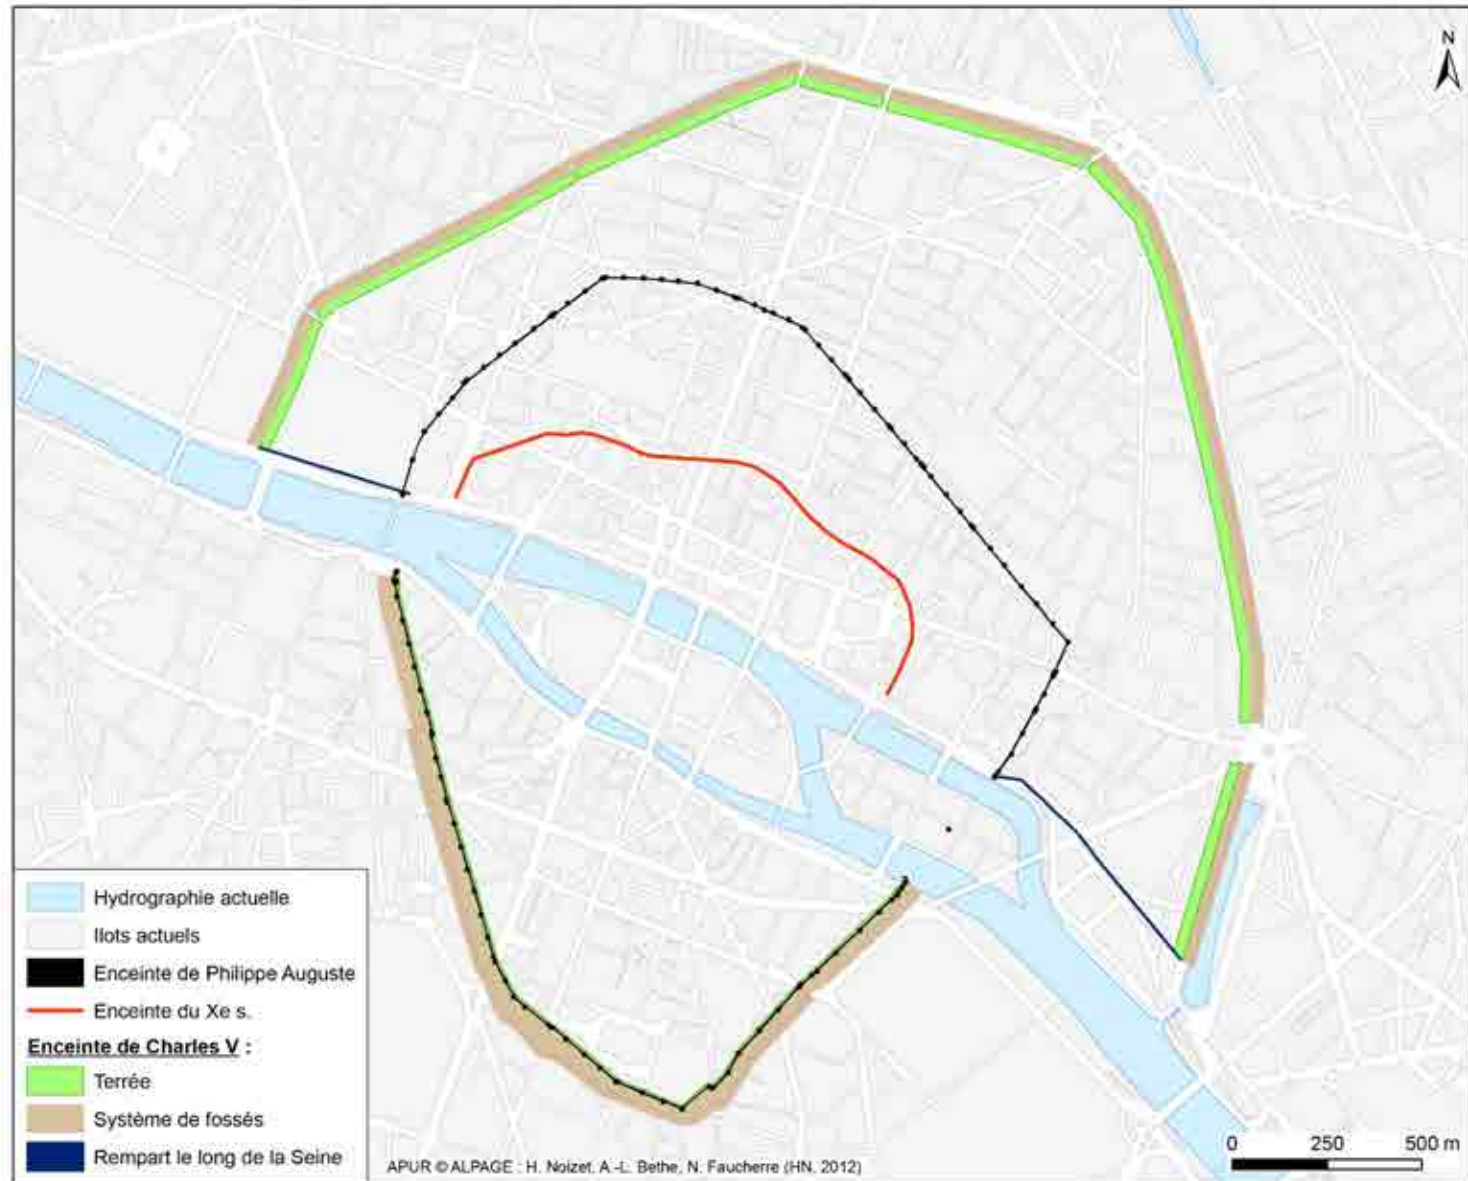 N
Hydrographie actuelle
Ilots actuels
Enceinte de Philippe Auguste
Enceinte du Xe s.
Enceinte de Charles V :
Terrée
Système de fossés
Rempart le long de la Seine
APUR © ALPAGE : H. Noizet, A.-L. Bethe, N. Faucherre (HN, 2012)
0 250 500 m